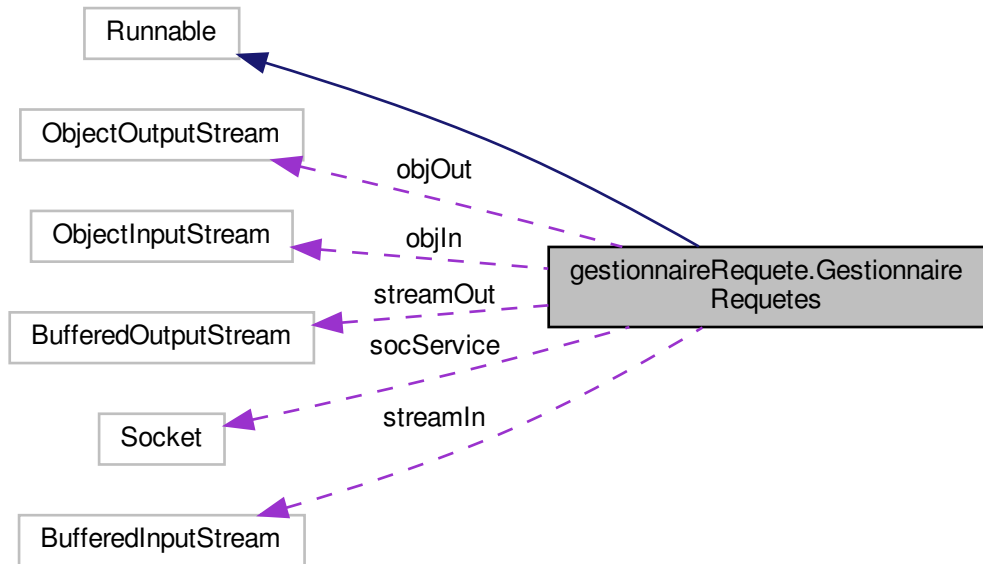 Runnable
ObjectOutputStream
objOut
ObjectInputStream
objIn
gestionnaireRequete.Gestionnaire
Requetes
streamOut
BufferedOutputStream
socService
streamIn
Socket
BufferedInputStream